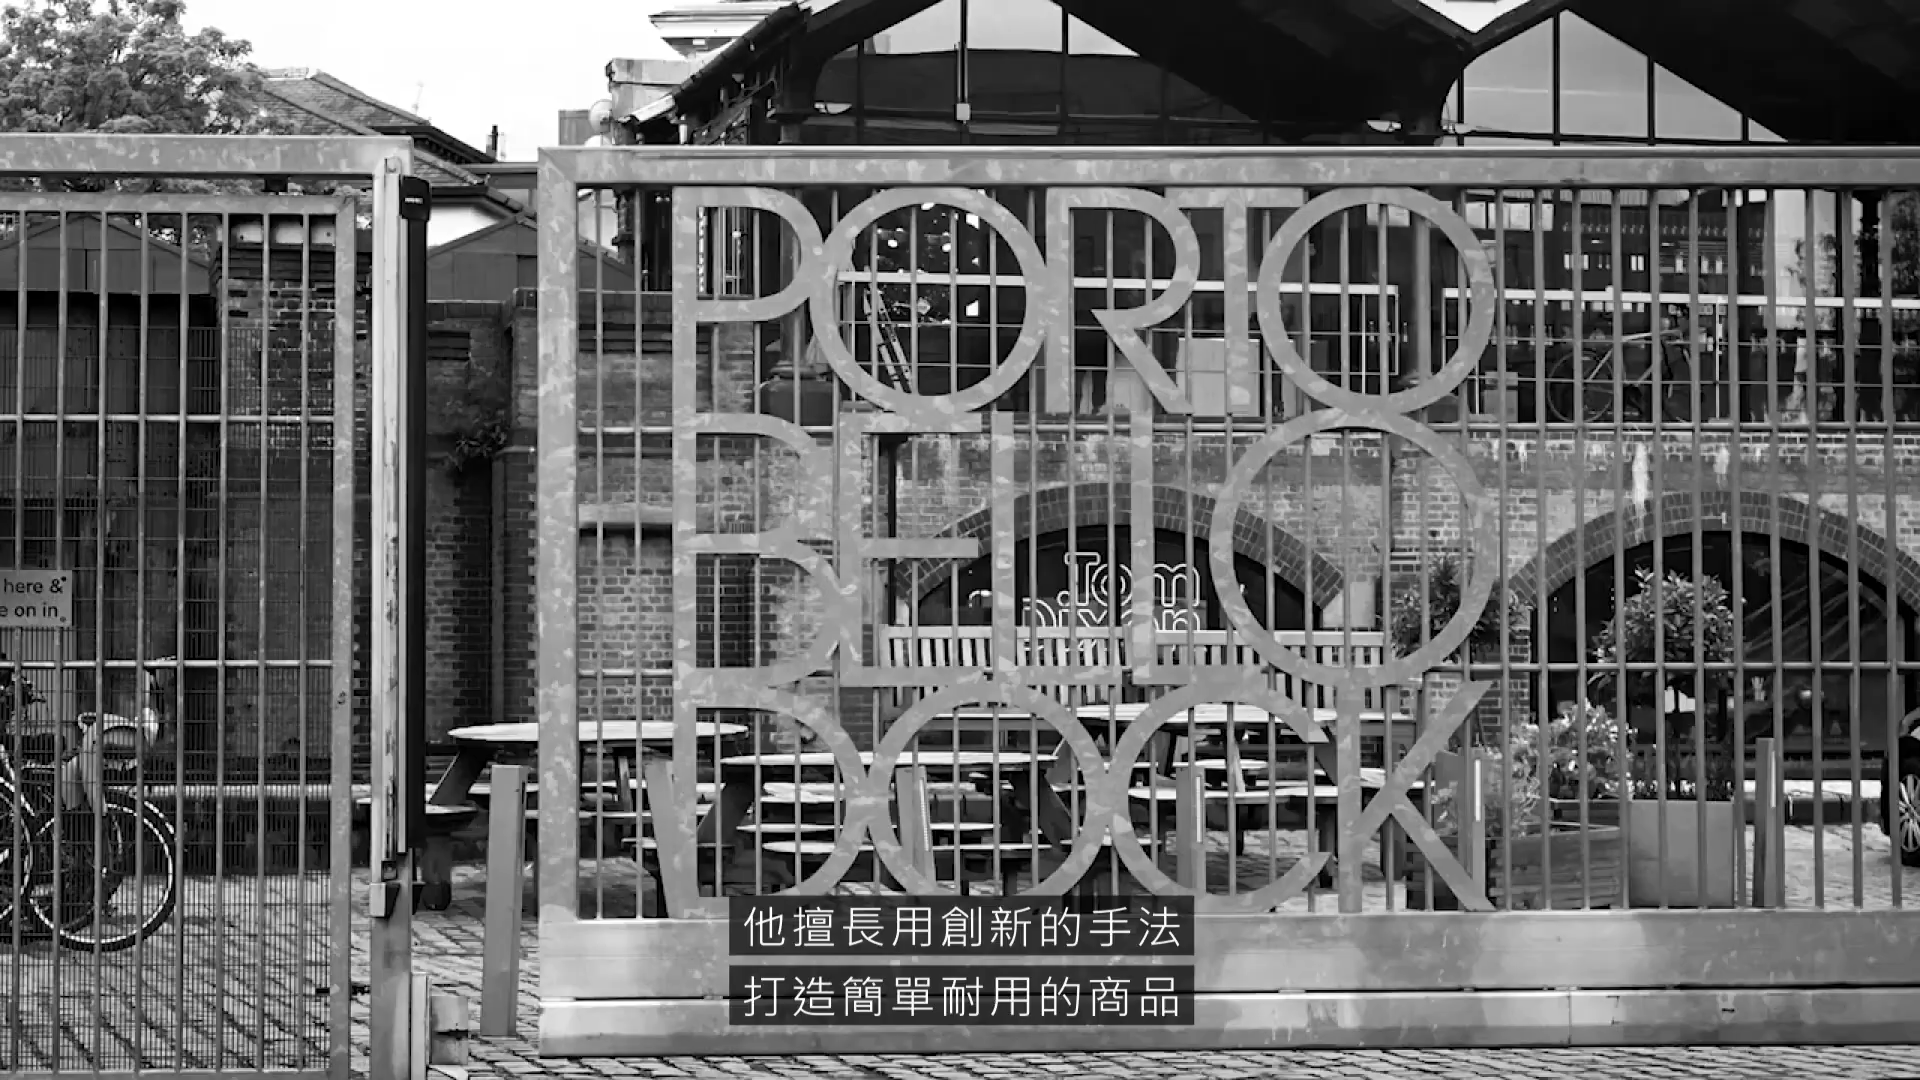 PORTO
BELLO
DOCK
Tom
Dixon
here &
e on in.
他擅長用創新的手法
打造簡單耐用的商品